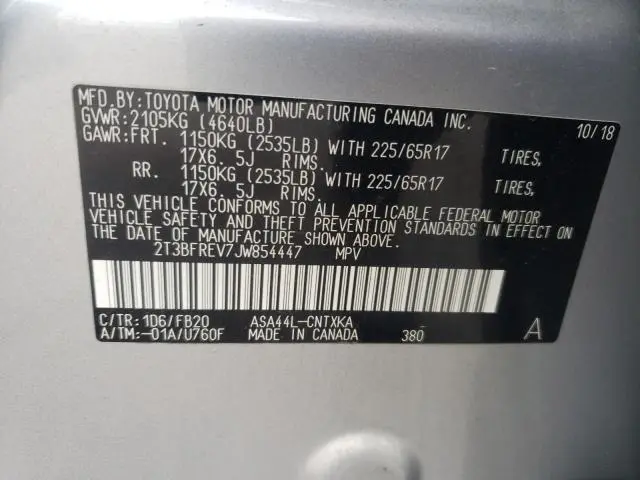 MFD.BY:TOYOTA MOTOR MANUFACTURING CANADA INC.
GVWR:2105KG (4640LB) 10/18
GAWR:FRT. 1150KG (2535LB) WITH 225/65R17 TIRES,
17X6. 5J RIMS.
RR. 1150KG (2535LB) WITH 225/65R17 TIRES,
17X6. 5J RIMS.
THIS VEHICLE CONFORMS TO ALL APPLICABLE FEDERAL MOTOR
VEHICLE SAFETY AND THEFT PREVENTION STANDARDS IN EFFECT ON
THE DATE OF MANUFACTURE SHOWN ABOVE.
2T3BFREV7JW854447 MPV
C/TR:1D6/FB20 ASA44L-CNTXKA
A/TM:-01A/U760F MADE IN CANADA 380 A